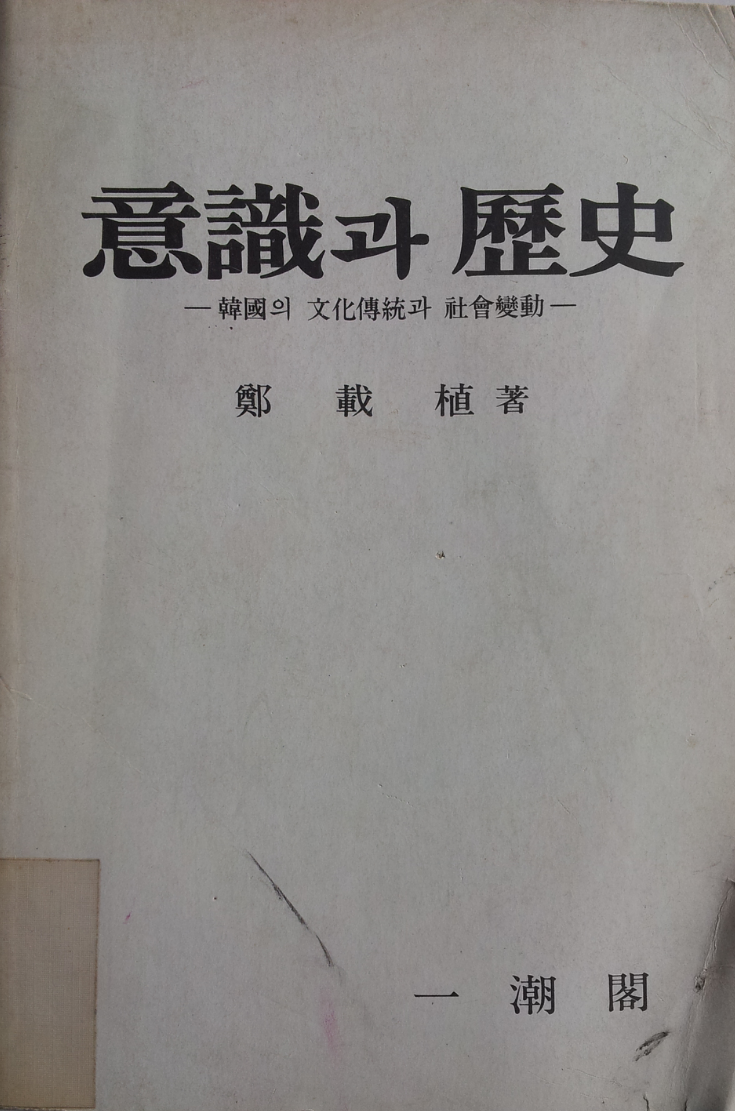 意識과 歷史
―韓國의 文化傳統과 社會變動―
鄭 載 植 著
一 潮 閣